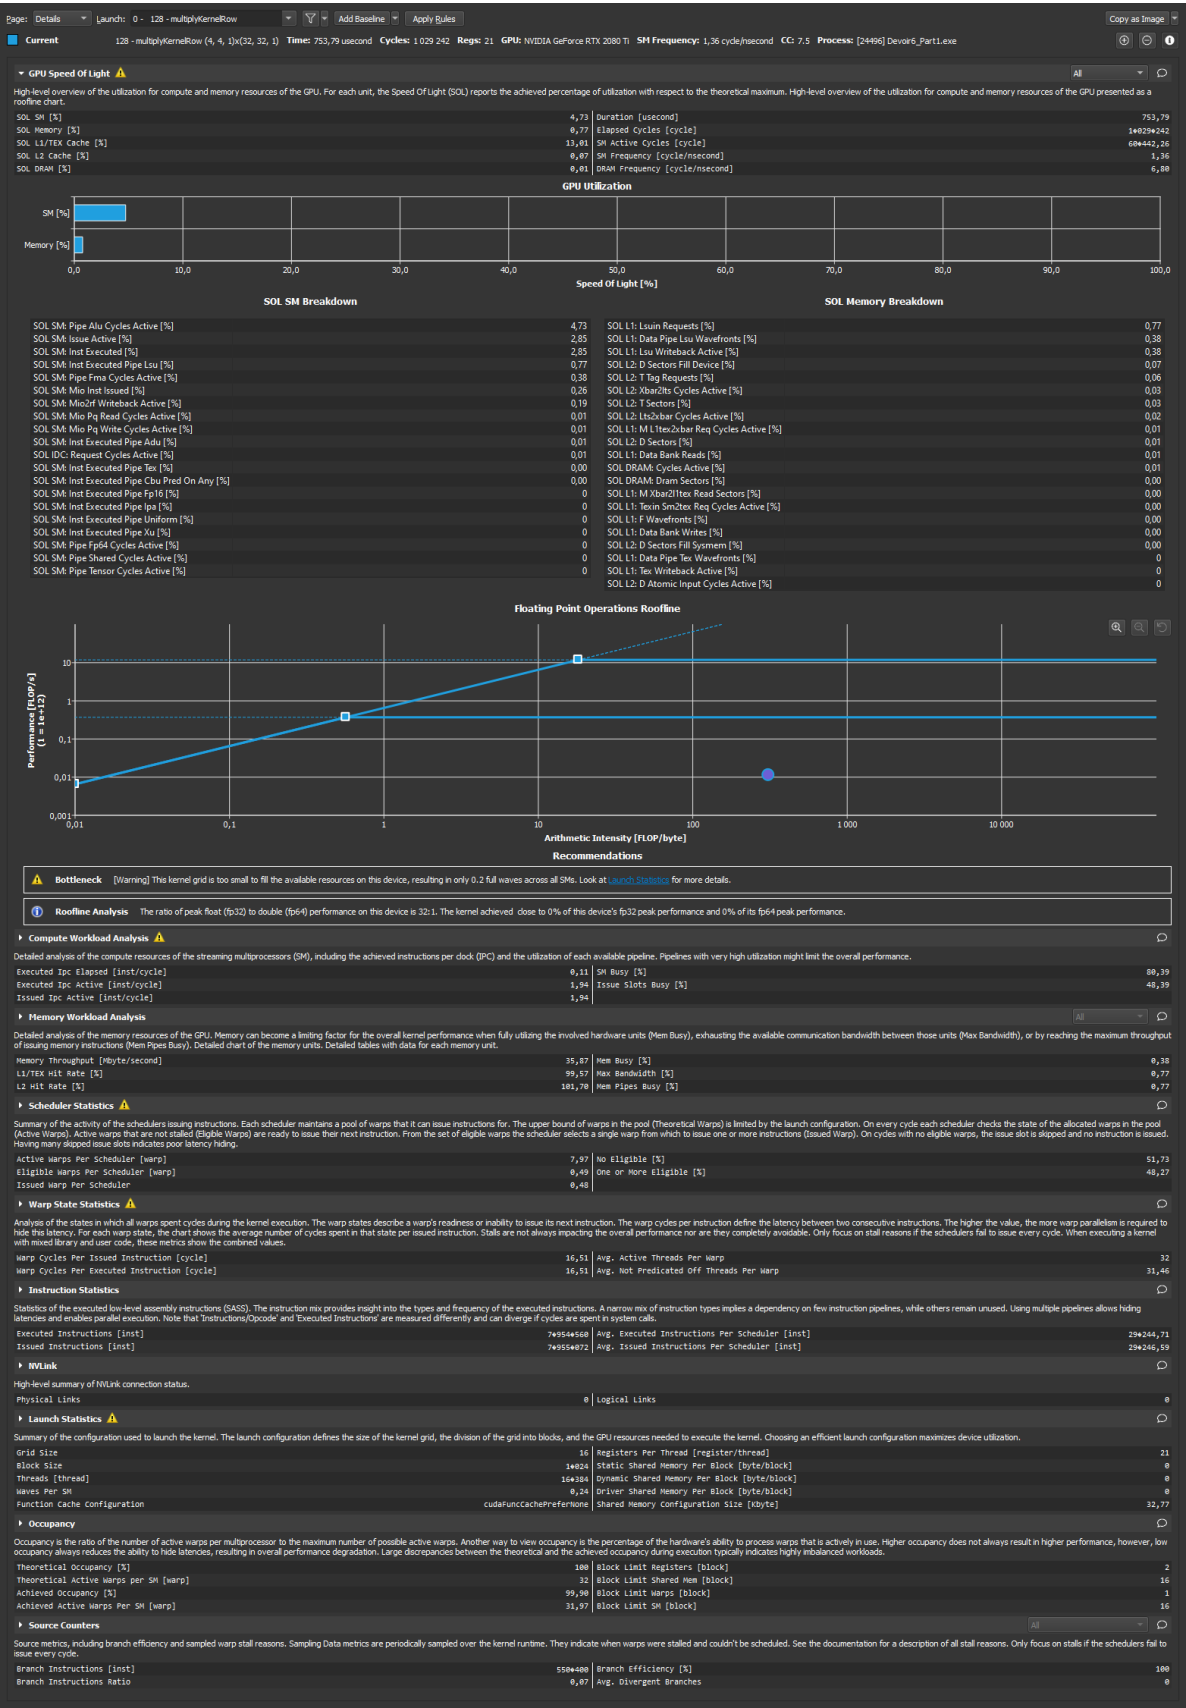 Page: Details Launch: 0 - 128 - multiplyKernelRow Add Baseline Apply Rules Copy as Image
Current 128 - multiplyKernelRow (4, 4, 1)x(32, 32, 1) Time: 753,79 usecond Cycles: 1 029 242 Regs: 21 GPU: NVIDIA GeForce RTX 2080 Ti SM Frequency: 1,36 cycle/nsecond CC: 7.5 Process: [24496] Devoir6_Part1.exe
GPU Speed Of Light All
High-level overview of the utilization for compute and memory resources of the GPU. For each unit, the Speed Of Light (SOL) reports the achieved percentage of utilization with respect to the theoretical maximum. High-level overview of the utilization for compute and memory resources of the GPU presented as a
roofline chart.
SOL SM [%] 4,73 Duration [usecond] 753,79
SOL Memory [%] 0,77 Elapsed Cycles [cycle] 1♦029♦242
SOL L1/TEX Cache [%] 13,01 SM Active Cycles [cycle] 60♦442,26
SOL L2 Cache [%] 0,07 SM Frequency [cycle/nsecond] 1,36
SOL DRAM [%] 0,01 DRAM Frequency [cycle/nsecond] 6,80
GPU Utilization
SM [%]
Memory [%]
0,0 10,0 20,0 30,0 40,0 50,0 60,0 70,0 80,0 90,0 100,0
Speed Of Light [%]
SOL SM Breakdown SOL Memory Breakdown
SOL SM: Pipe Alu Cycles Active [%] 4,73 SOL L1: Lsuin Requests [%] 0,77
SOL SM: Issue Active [%] 2,85 SOL L1: Data Pipe Lsu Wavefronts [%] 0,38
SOL SM: Inst Executed [%] 2,85 SOL L1: Lsu Writeback Active [%] 0,38
SOL SM: Inst Executed Pipe Lsu [%] 0,77 SOL L2: D Sectors Fill Device [%] 0,07
SOL SM: Pipe Fma Cycles Active [%] 0,38 SOL L2: T Tag Requests [%] 0,06
SOL SM: Mio Inst Issued [%] 0,26 SOL L2: Xbar2lts Cycles Active [%] 0,03
SOL SM: Mio2rf Writeback Active [%] 0,19 SOL L2: T Sectors [%] 0,03
SOL SM: Mio Pq Read Cycles Active [%] 0,01 SOL L2: Lts2xbar Cycles Active [%] 0,02
SOL SM: Mio Pq Write Cycles Active [%] 0,01 SOL L1: M L1tex2xbar Req Cycles Active [%] 0,01
SOL SM: Inst Executed Pipe Adu [%] 0,01 SOL L2: D Sectors [%] 0,01
SOL IDC: Request Cycles Active [%] 0,01 SOL L1: Data Bank Reads [%] 0,01
SOL SM: Inst Executed Pipe Tex [%] 0,00 SOL DRAM: Cycles Active [%] 0,01
SOL SM: Inst Executed Pipe Cbu Pred On Any [%] 0,00 SOL DRAM: Dram Sectors [%] 0,00
SOL SM: Inst Executed Pipe Fp16 [%] 0 SOL L1: M Xbar2l1tex Read Sectors [%] 0,00
SOL SM: Inst Executed Pipe Ipa [%] 0 SOL L1: Texin Sm2tex Req Cycles Active [%] 0,00
SOL SM: Inst Executed Pipe Uniform [%] 0 SOL L1: F Wavefronts [%] 0,00
SOL SM: Inst Executed Pipe Xu [%] 0 SOL L1: Data Bank Writes [%] 0,00
SOL SM: Pipe Fp64 Cycles Active [%] 0 SOL L2: D Sectors Fill Sysmem [%] 0,00
SOL SM: Pipe Shared Cycles Active [%] 0 SOL L1: Data Pipe Tex Wavefronts [%] 0
SOL SM: Pipe Tensor Cycles Active [%] 0 SOL L1: Tex Writeback Active [%] 0
SOL L2: D Atomic Input Cycles Active [%] 0
Floating Point Operations Roofline
Performance [FLOP/s]
(1 = 1e+12)
10
1
0,1
0,01
0,001
0,01 0,1 1 10 100 1 000 10 000
Arithmetic Intensity [FLOP/byte]
Recommendations
Bottleneck [Warning] This kernel grid is too small to fill the available resources on this device, resulting in only 0.2 full waves across all SMs. Look at Launch Statistics for more details.
Roofline Analysis The ratio of peak float (fp32) to double (fp64) performance on this device is 32:1. The kernel achieved close to 0% of this device's fp32 peak performance and 0% of its fp64 peak performance.
Compute Workload Analysis
Detailed analysis of the compute resources of the streaming multiprocessors (SM), including the achieved instructions per clock (IPC) and the utilization of each available pipeline. Pipelines with very high utilization might limit the overall performance.
Executed Ipc Elapsed [inst/cycle] 0,11 SM Busy [%] 80,39
Executed Ipc Active [inst/cycle] 1,94 Issue Slots Busy [%] 48,39
Issued Ipc Active [inst/cycle] 1,94
Memory Workload Analysis All
Detailed analysis of the memory resources of the GPU. Memory can become a limiting factor for the overall kernel performance when fully utilizing the involved hardware units (Mem Busy), exhausting the available communication bandwidth between those units (Max Bandwidth), or by reaching the maximum throughput
of issuing memory instructions (Mem Pipes Busy). Detailed chart of the memory units. Detailed tables with data for each memory unit.
Memory Throughput [Mbyte/second] 35,87 Mem Busy [%] 0,38
L1/TEX Hit Rate [%] 99,57 Max Bandwidth [%] 0,77
L2 Hit Rate [%] 101,70 Mem Pipes Busy [%] 0,77
Scheduler Statistics
Summary of the activity of the schedulers issuing instructions. Each scheduler maintains a pool of warps that it can issue instructions for. The upper bound of warps in the pool (Theoretical Warps) is limited by the launch configuration. On every cycle each scheduler checks the state of the allocated warps in the pool
(Active Warps). Active warps that are not stalled (Eligible Warps) are ready to issue their next instruction. From the set of eligible warps the scheduler selects a single warp from which to issue one or more instructions (Issued Warp). On cycles with no eligible warps, the issue slot is skipped and no instruction is issued.
Having many skipped issue slots indicates poor latency hiding.
Active Warps Per Scheduler [warp] 7,97 No Eligible [%] 51,73
Eligible Warps Per Scheduler [warp] 0,49 One or More Eligible [%] 48,27
Issued Warp Per Scheduler 0,48
Warp State Statistics
Analysis of the states in which all warps spent cycles during the kernel execution. The warp states describe a warp's readiness or inability to issue its next instruction. The warp cycles per instruction define the latency between two consecutive instructions. The higher the value, the more warp parallelism is required to
hide this latency. For each warp state, the chart shows the average number of cycles spent in that state per issued instruction. Stalls are not always impacting the overall performance nor are they completely avoidable. Only focus on stall reasons if the schedulers fail to issue every cycle. When executing a kernel
with mixed library and user code, these metrics show the combined values.
Warp Cycles Per Issued Instruction [cycle] 16,51 Avg. Active Threads Per Warp 32
Warp Cycles Per Executed Instruction [cycle] 16,51 Avg. Not Predicated Off Threads Per Warp 31,46
Instruction Statistics
Statistics of the executed low-level assembly instructions (SASS). The instruction mix provides insight into the types and frequency of the executed instructions. A narrow mix of instruction types implies a dependency on few instruction pipelines, while others remain unused. Using multiple pipelines allows hiding
latencies and enables parallel execution. Note that 'Instructions/Opcode' and 'Executed Instructions' are measured differently and can diverge if cycles are spent in system calls.
Executed Instructions [inst] 7♦954♦560 Avg. Executed Instructions Per Scheduler [inst] 29♦244,71
Issued Instructions [inst] 7♦955♦072 Avg. Issued Instructions Per Scheduler [inst] 29♦246,59
NVLink
High-level summary of NVLink connection status.
Physical Links 0 Logical Links 0
Launch Statistics
Summary of the configuration used to launch the kernel. The launch configuration defines the size of the kernel grid, the division of the grid into blocks, and the GPU resources needed to execute the kernel. Choosing an efficient launch configuration maximizes device utilization.
Grid Size 16 Registers Per Thread [register/thread] 21
Block Size 1♦024 Static Shared Memory Per Block [byte/block] 0
Threads [thread] 16♦384 Dynamic Shared Memory Per Block [byte/block] 0
Waves Per SM 0,24 Driver Shared Memory Per Block [byte/block] 0
Function Cache Configuration cudaFuncCachePreferNone Shared Memory Configuration Size [Kbyte] 32,77
Occupancy
Occupancy is the ratio of the number of active warps per multiprocessor to the maximum number of possible active warps. Another way to view occupancy is the percentage of the hardware's ability to process warps that is actively in use. Higher occupancy does not always result in higher performance, however, low
occupancy always reduces the ability to hide latencies, resulting in overall performance degradation. Large discrepancies between the theoretical and the achieved occupancy during execution typically indicates highly imbalanced workloads.
Theoretical Occupancy [%] 100 Block Limit Registers [block] 2
Theoretical Active Warps per SM [warp] 32 Block Limit Shared Mem [block] 16
Achieved Occupancy [%] 99,90 Block Limit Warps [block] 1
Achieved Active Warps Per SM [warp] 31,97 Block Limit SM [block] 16
Source Counters All
Source metrics, including branch efficiency and sampled warp stall reasons. Sampling Data metrics are periodically sampled over the kernel runtime. They indicate when warps were stalled and couldn't be scheduled. See the documentation for a description of all stall reasons. Only focus on stalls if the schedulers fail to
issue every cycle.
Branch Instructions [inst] 550♦400 Branch Efficiency [%] 100
Branch Instructions Ratio 0,07 Avg. Divergent Branches 0